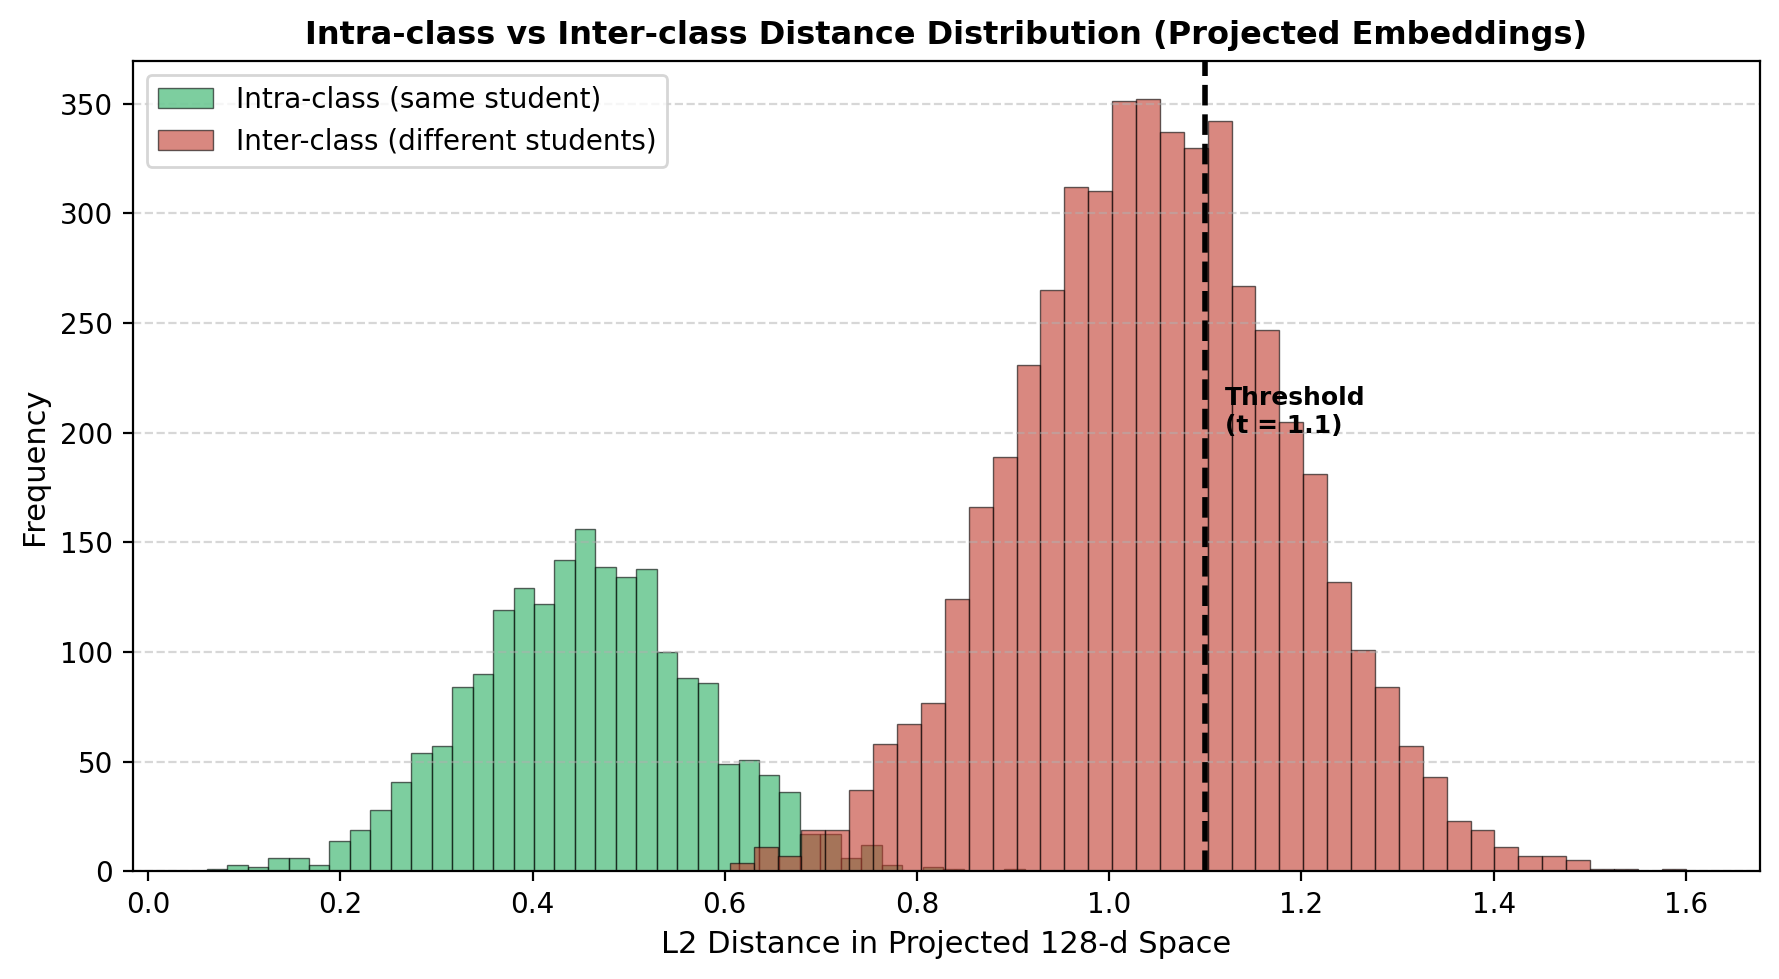 Intra-class vs Inter-class Distance Distribution (Projected Embeddings)
Intra-class (same student)
Inter-class (different students)
Threshold
(t = 1.1)
Frequency
350
300
250
200
150
100
50
0
0.0 0.2 0.4 0.6 0.8 1.0 1.2 1.4 1.6
L2 Distance in Projected 128-d Space